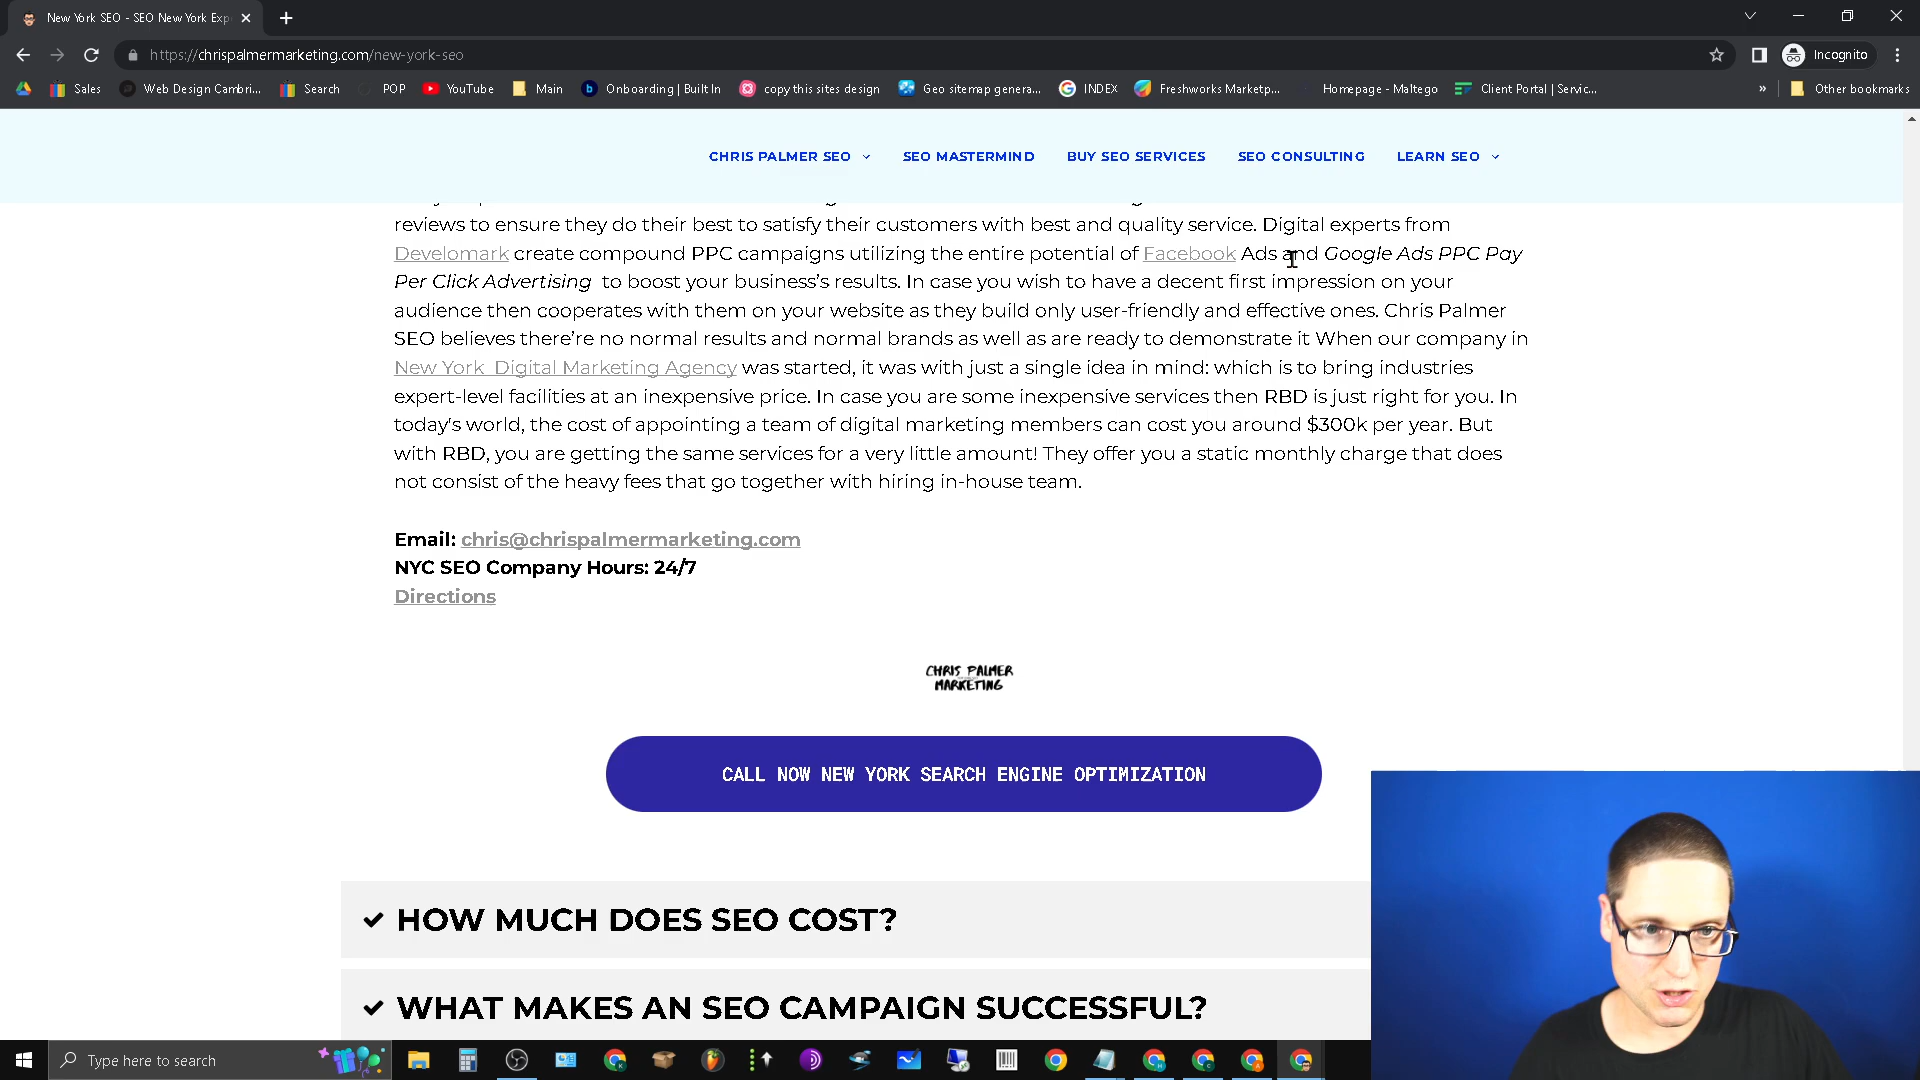 New York SEO - SEO New York Exp
https://chrispalmermarketing.com/new-york-seo
Incognito
Sales
Web Design Cambri...
Search
POP
YouTube
Main
Onboarding | Built In
copy this sites design
Geo sitemap genera...
INDEX
Freshworks Marketp...
Homepage - Maltego
Client Portal | Servic...
»
Other bookmarks
CHRIS PALMER SEO
SEO MASTERMIND
BUY SEO SERVICES
SEO CONSULTING
LEARN SEO
reviews to ensure they do their best to satisfy their customers with best and quality service. Digital experts from
Develomark create compound PPC campaigns utilizing the entire potential of Facebook Ads and Google Ads PPC Pay
Per Click Advertising to boost your business's results. In case you wish to have a decent first impression on your
audience then cooperates with them on your website as they build only user-friendly and effective ones. Chris Palmer
SEO believes there're no normal results and normal brands as well as are ready to demonstrate it When our company in
New York Digital Marketing Agency was started, it was with just a single idea in mind: which is to bring industries
expert-level facilities at an inexpensive price. In case you are some inexpensive services then RBD is just right for you. In
today's world, the cost of appointing a team of digital marketing members can cost you around $300k per year. But
with RBD, you are getting the same services for a very little amount! They offer you a static monthly charge that does
not consist of the heavy fees that go together with hiring in-house team.
Email: chris@chrispalmermarketing.com
NYC SEO Company Hours: 24/7
Directions
CHRIS PALMER
MARKETING
CALL NOW NEW YORK SEARCH ENGINE OPTIMIZATION
HOW MUCH DOES SEO COST?
WHAT MAKES AN SEO CAMPAIGN SUCCESSFUL?
Type here to search